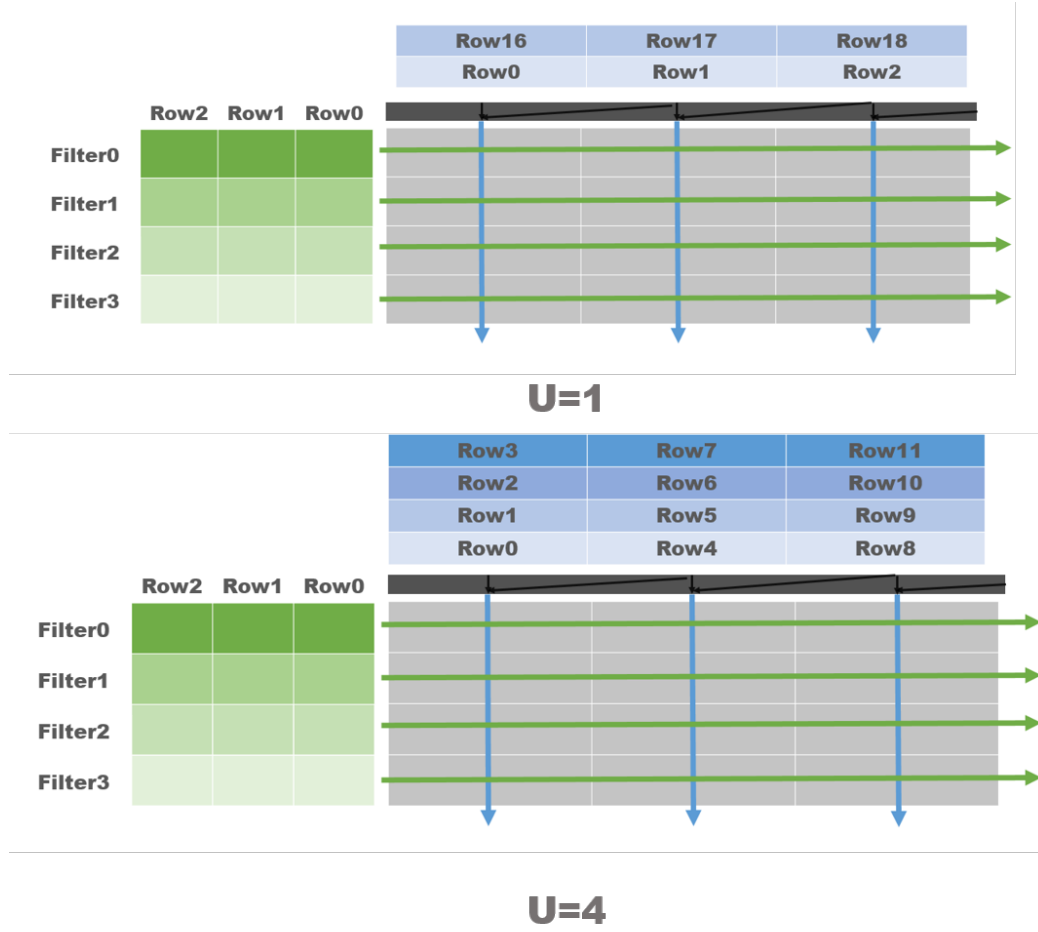 Row16 Row17 Row18
Row0 Row1 Row2
Row2 Row1 Row0
Filter0
Filter1
Filter2
Filter3
U=1
Row3 Row7 Row11
Row2 Row6 Row10
Row1 Row5 Row9
Row0 Row4 Row8
Row2 Row1 Row0
Filter0
Filter1
Filter2
Filter3
U=4